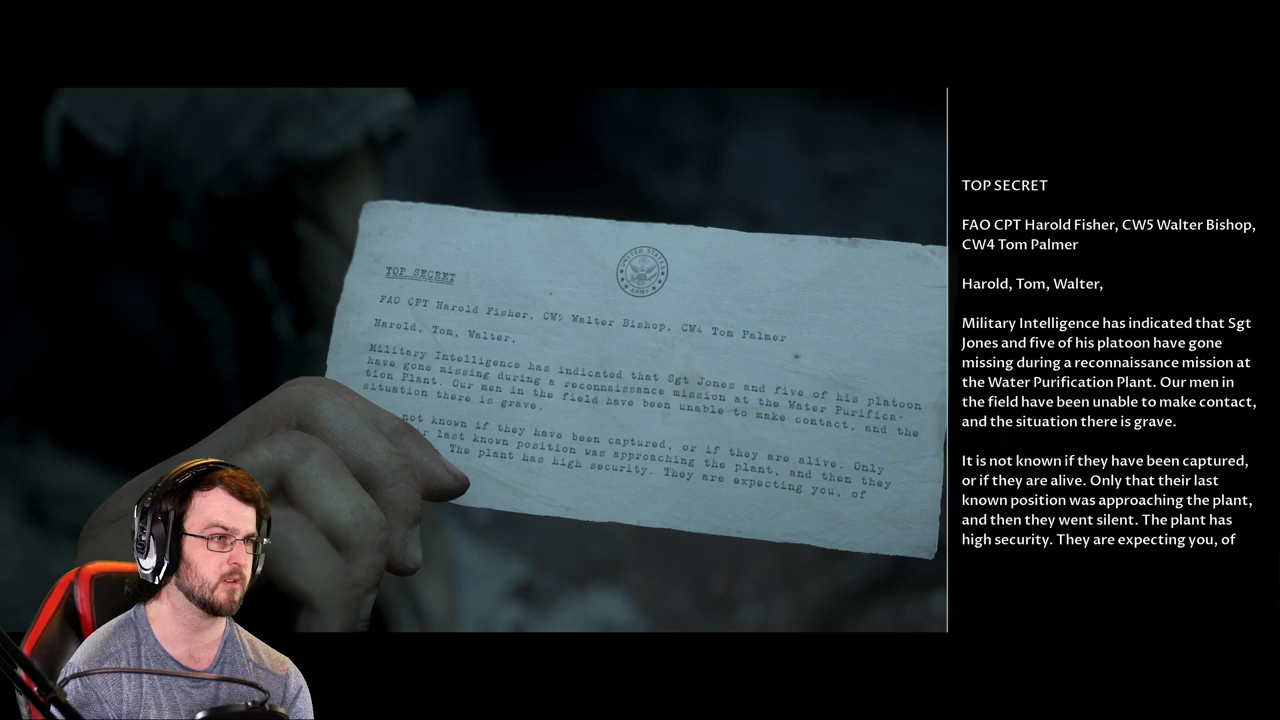 TOP SECRET
UNITED STATES
ARMY
FAO CPT Harold Fisher, CW5 Walter Bishop, CW4 Tom Palmer
Harold, Tom, Walter,
Military Intelligence has indicated that Sgt Jones and five of his platoon
have gone missing during a reconnaissance mission at the Water Purifica-
tion Plant. Our men in the field have been unable to make contact, and the
situation there is grave.
not known if they have been captured, or if they are alive. Only
last known position was approaching the plant, and then they
The plant has high security. They are expecting you, of
TOP SECRET
FAO CPT Harold Fisher, CW5 Walter Bishop,
CW4 Tom Palmer
Harold, Tom, Walter,
Military Intelligence has indicated that Sgt
Jones and five of his platoon have gone
missing during a reconnaissance mission at
the Water Purification Plant. Our men in
the field have been unable to make contact,
and the situation there is grave.
It is not known if they have been captured,
or if they are alive. Only that their last
known position was approaching the plant,
and then they went silent. The plant has
high security. They are expecting you, of